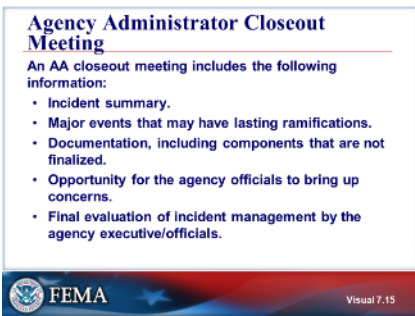 Agency Administrator Closeout
Meeting
An AA closeout meeting includes the following
information:
• Incident summary.
• Major events that may have lasting ramifications.
• Documentation, including components that are not
finalized.
• Opportunity for the agency officials to bring up
concerns.
• Final evaluation of incident management by the
agency executive/officials.
FEMA
Visual 7.15